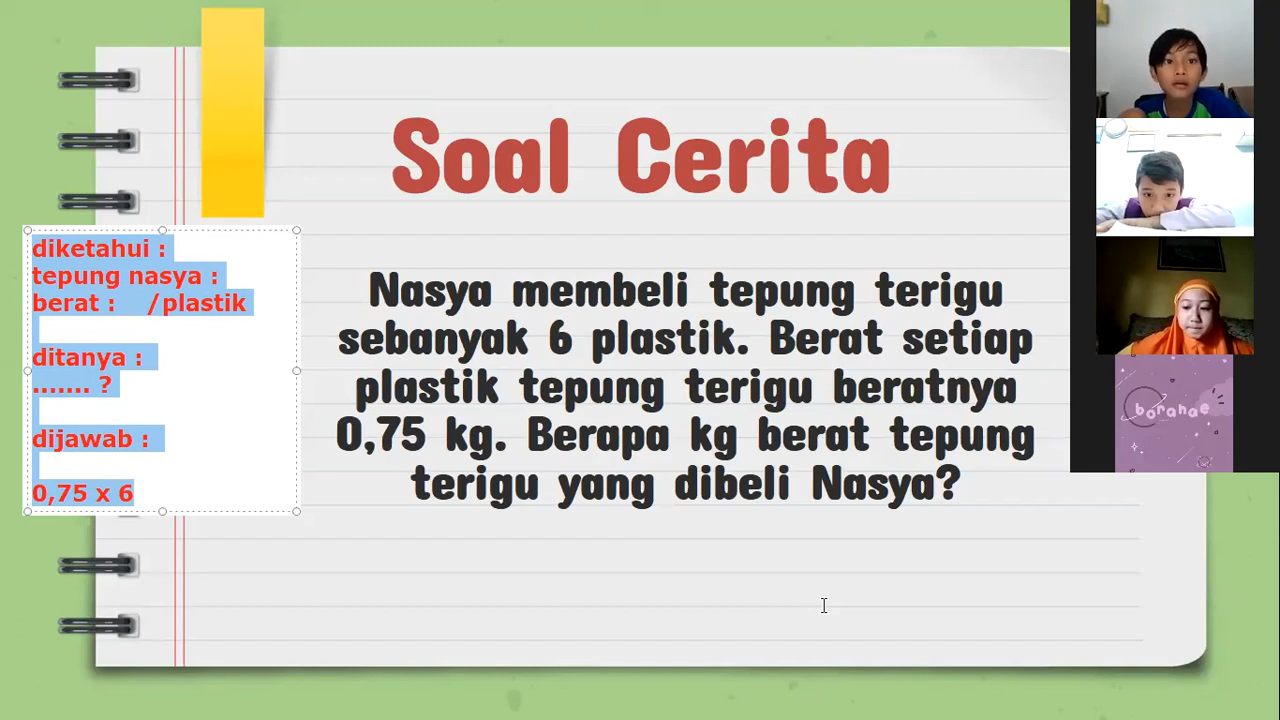 Soal Cerita
diketahui :
tepung nasya :
berat :    /plastik
ditanya :
....... ?
dijawab :
0,75 x 6
Nasya membeli tepung terigu
sebanyak 6 plastik. Berat setiap
plastik tepung terigu beratnya
0,75 kg. Berapa kg berat tepung
terigu yang dibeli Nasya?
borahae